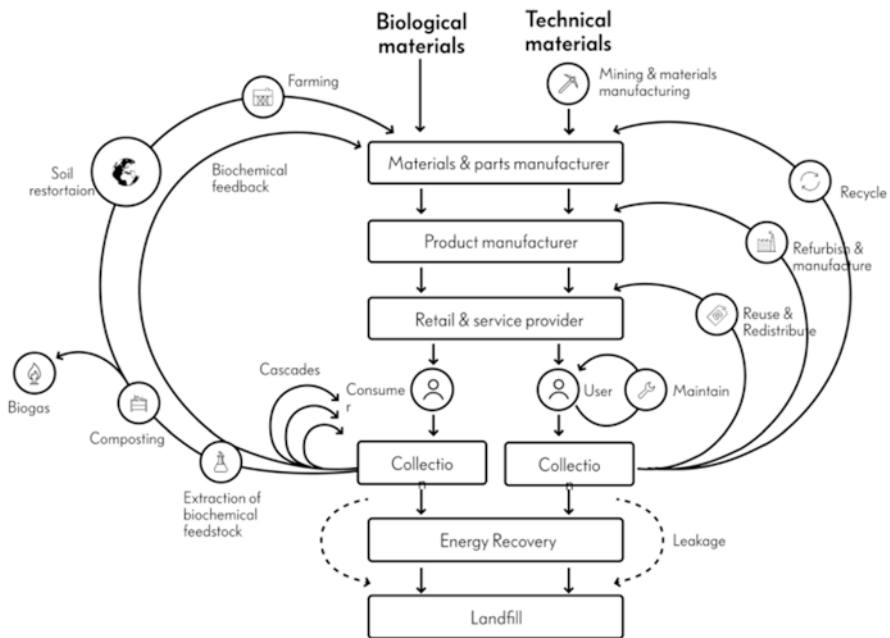 Biological
materials
Technical
materials
Farming
Mining & materials
manufacturing
Soil
restortaion
Biochemical
feedback
Materials & parts manufacturer
Recycle
Product manufacturer
Refurbish &
manufacture
Retail & service provider
Reuse &
Redistribute
Cascades
Consume
r
User
Maintain
Biogas
Composting
Collectio
n
Collectio
n
Extraction of
biochemical
feedstock
Energy Recovery
Leakage
Landfill